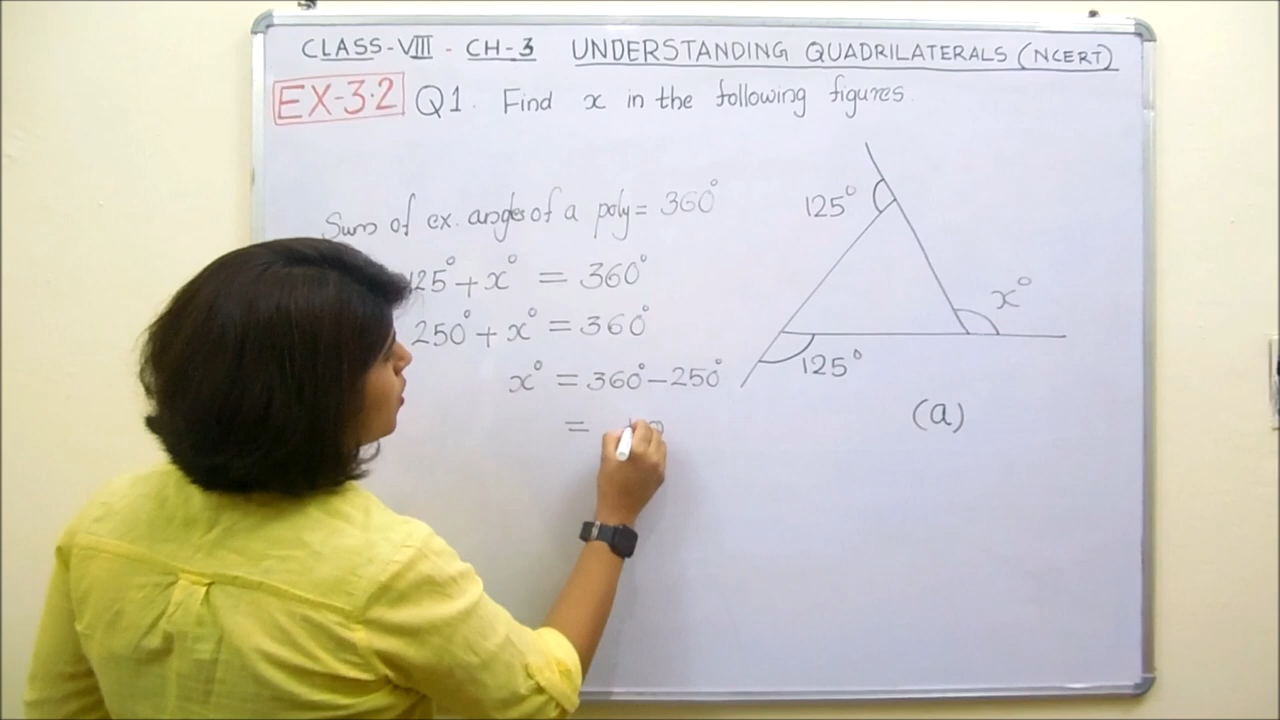 CLASS-VIII - CH-3 UNDERSTANDING QUADRILATERALS (NCERT)
EX-3.2 Q1. Find x in the following figures.
Sum of ex. angles of a poly = 360°
125° + x° = 360°
250° + x° = 360°
x° = 360° - 250°
=
125°
x°
125°
(a)